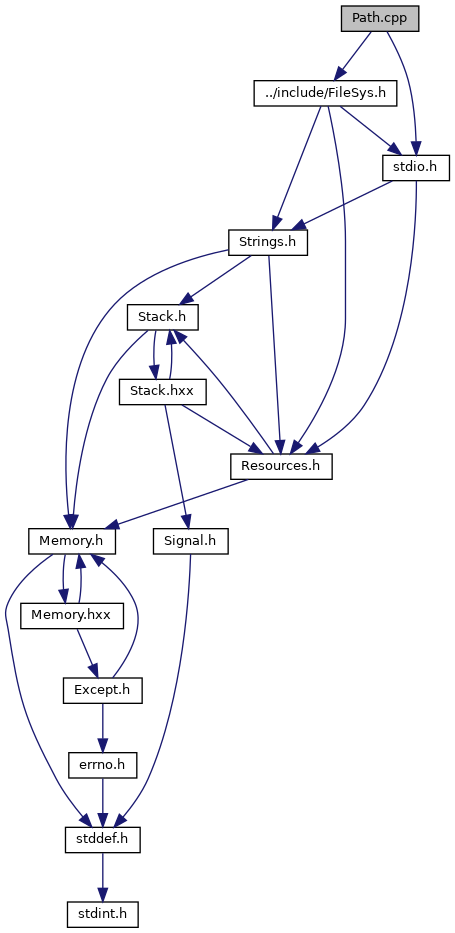 Path.cpp
../include/FileSys.h
stdio.h
Strings.h
Stack.h
Stack.hxx
Resources.h
Memory.h
Signal.h
Memory.hxx
Except.h
errno.h
stddef.h
stdint.h